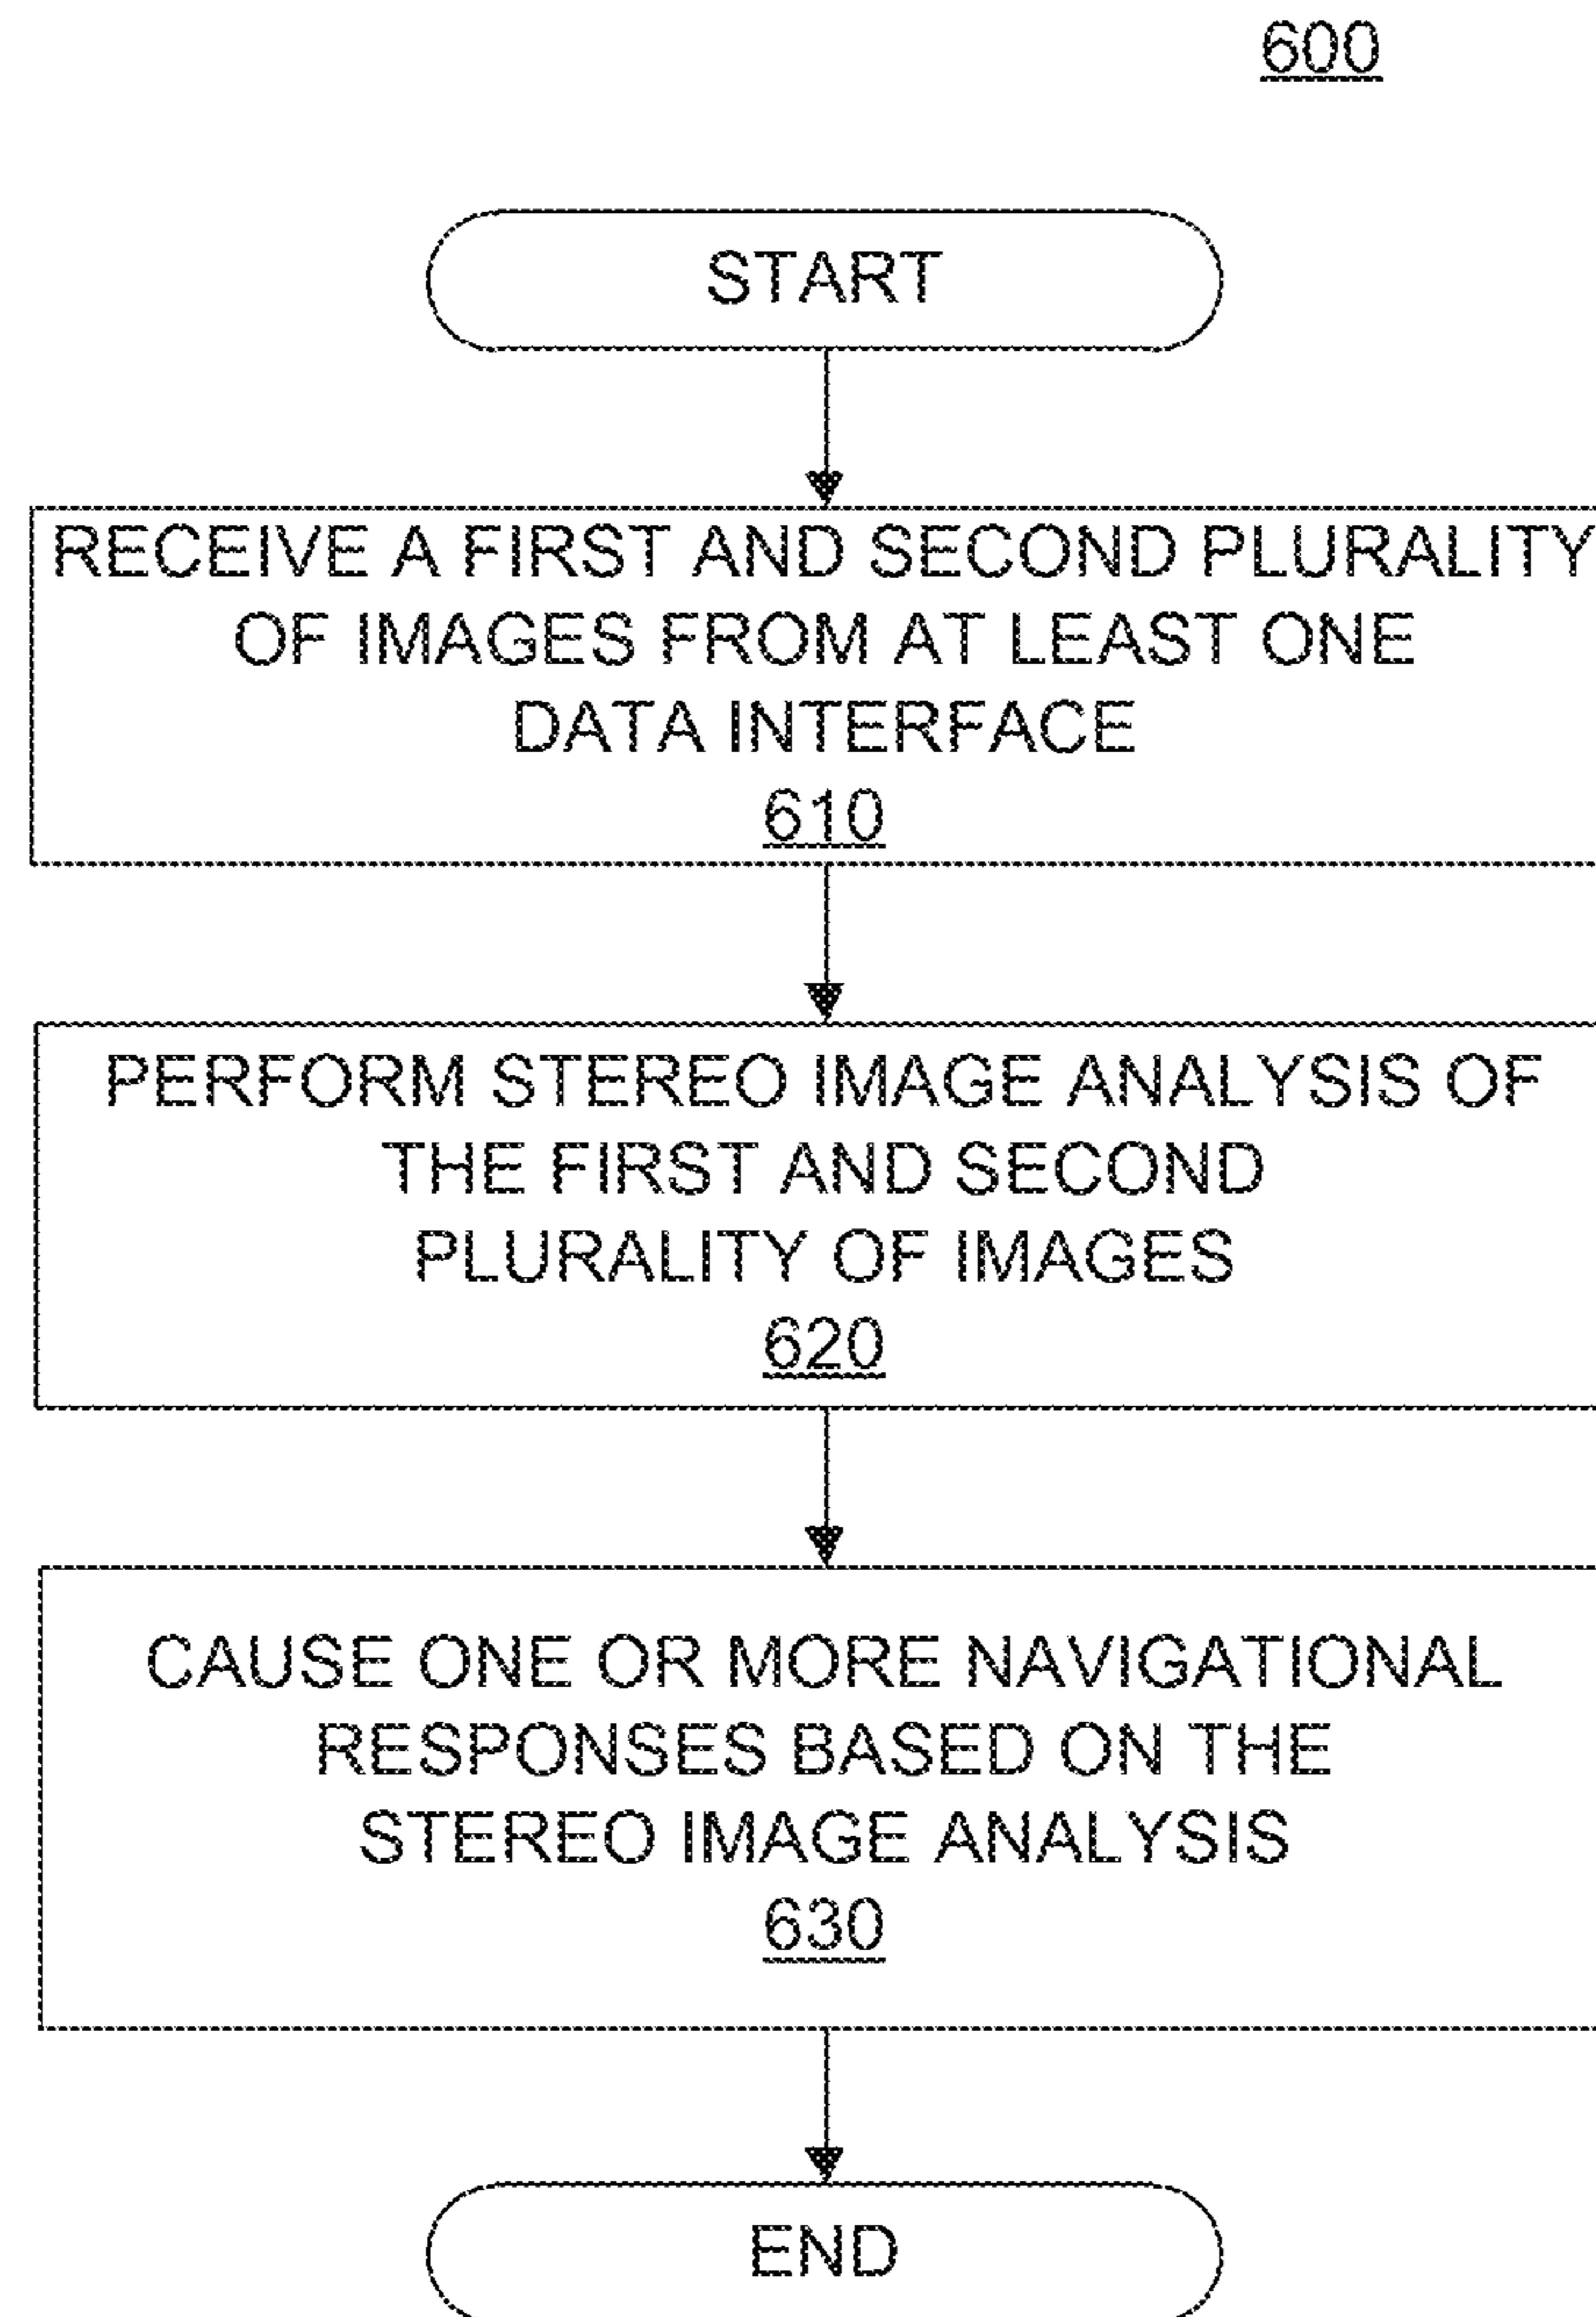 600
START
RECEIVE A FIRST AND SECOND PLURALITY
OF IMAGES FROM AT LEAST ONE
DATA INTERFACE
610
PERFORM STEREO IMAGE ANALYSIS OF
THE FIRST AND SECOND
PLURALITY OF IMAGES
620
CAUSE ONE OR MORE NAVIGATIONAL
RESPONSES BASED ON THE
STEREO IMAGE ANALYSIS
630
END